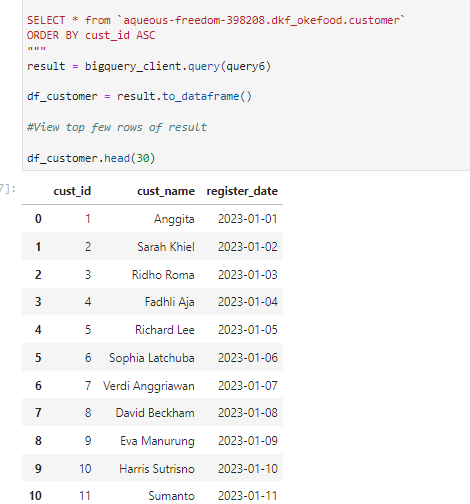 SELECT * from `aqueous-freedom-398208.dkf_okefood.customer`
ORDER BY cust_id ASC
"""
result = bigquery_client.query(query6)
df_customer = result.to_dataframe()
#View top few rows of result
df_customer.head(30)
7]:
cust_id cust_name register_date
0 1 Anggita 2023-01-01
1 2 Sarah Khiel 2023-01-02
2 3 Ridho Roma 2023-01-03
3 4 Fadhli Aja 2023-01-04
4 5 Richard Lee 2023-01-05
5 6 Sophia Latchuba 2023-01-06
6 7 Verdi Anggriawan 2023-01-07
7 8 David Beckham 2023-01-08
8 9 Eva Manurung 2023-01-09
9 10 Harris Sutrisno 2023-01-10
10 11 Sumanto 2023-01-11